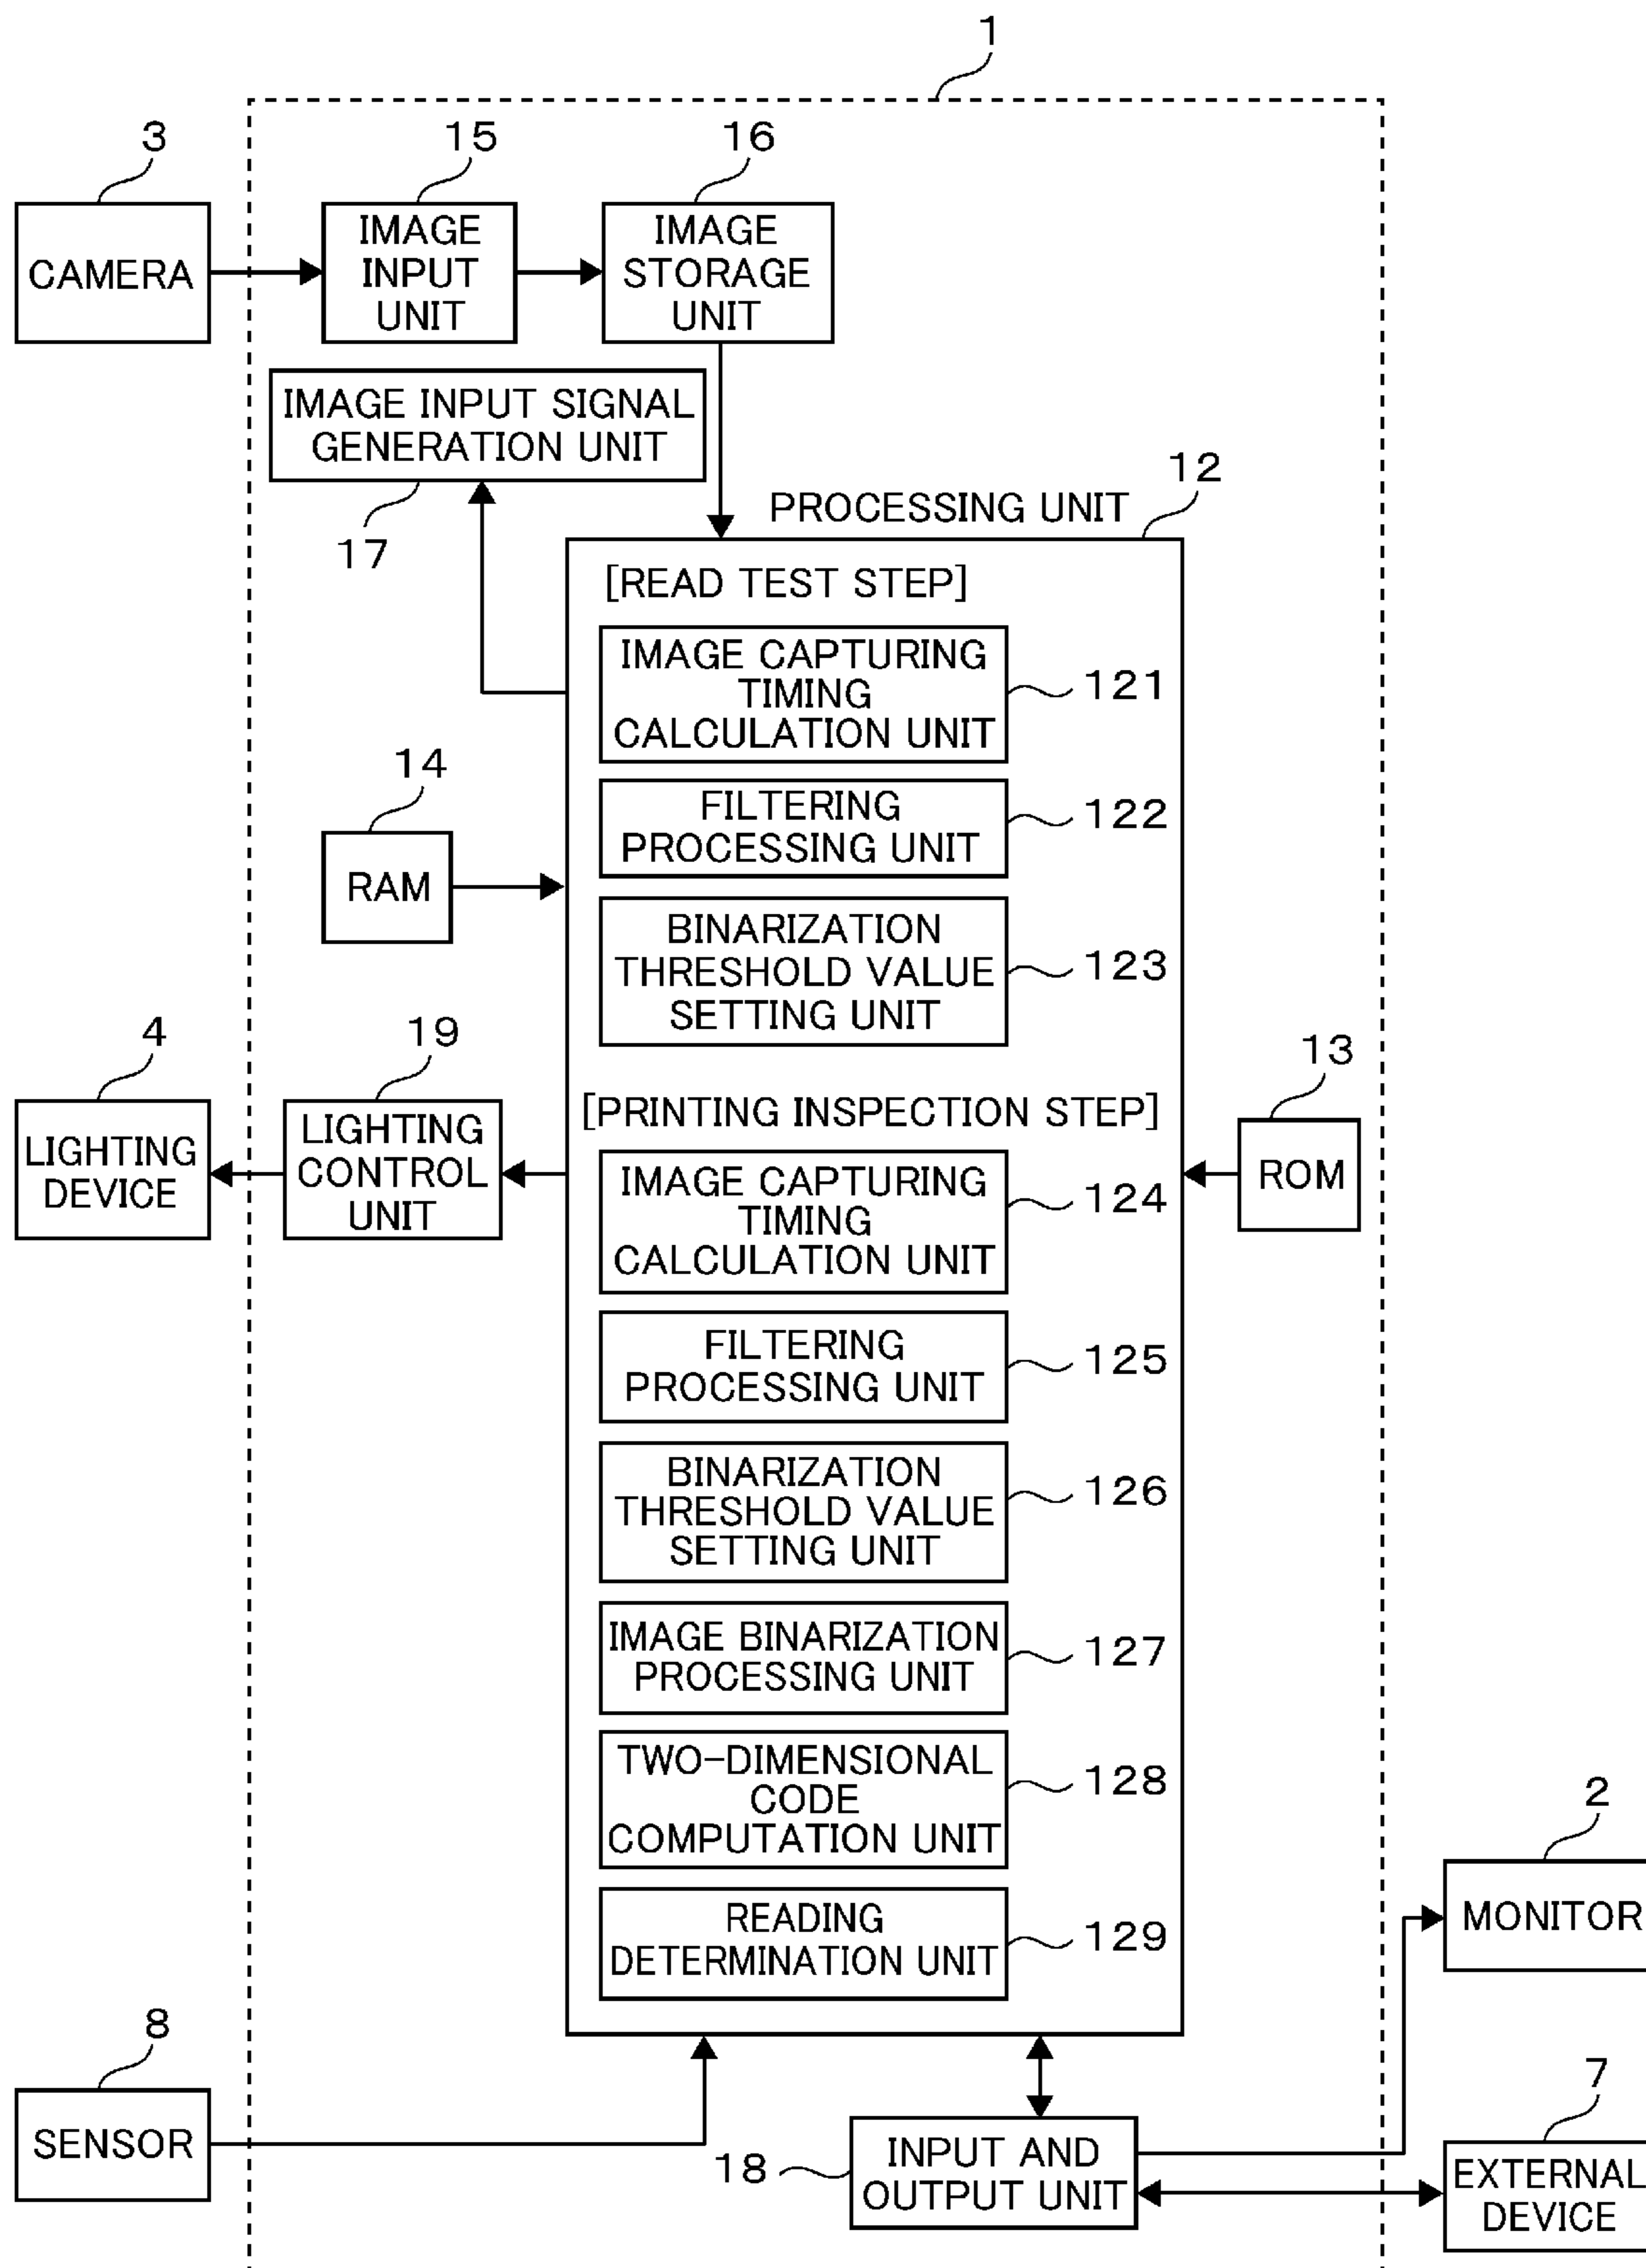 1
3
15
16
CAMERA
IMAGE
INPUT
UNIT
IMAGE
STORAGE
UNIT
IMAGE INPUT SIGNAL
GENERATION UNIT
17
PROCESSING UNIT
12
[READ TEST STEP]
IMAGE CAPTURING
TIMING
CALCULATION UNIT
121
14
RAM
FILTERING
PROCESSING UNIT
122
BINARIZATION
THRESHOLD VALUE
SETTING UNIT
123
4
LIGHTING
DEVICE
19
LIGHTING
CONTROL
UNIT
13
ROM
[PRINTING INSPECTION STEP]
IMAGE CAPTURING
TIMING
CALCULATION UNIT
124
FILTERING
PROCESSING UNIT
125
BINARIZATION
THRESHOLD VALUE
SETTING UNIT
126
IMAGE BINARIZATION
PROCESSING UNIT
127
TWO-DIMENSIONAL
CODE
COMPUTATION UNIT
128
READING
DETERMINATION UNIT
129
2
MONITOR
8
SENSOR
18
INPUT AND
OUTPUT UNIT
7
EXTERNAL
DEVICE